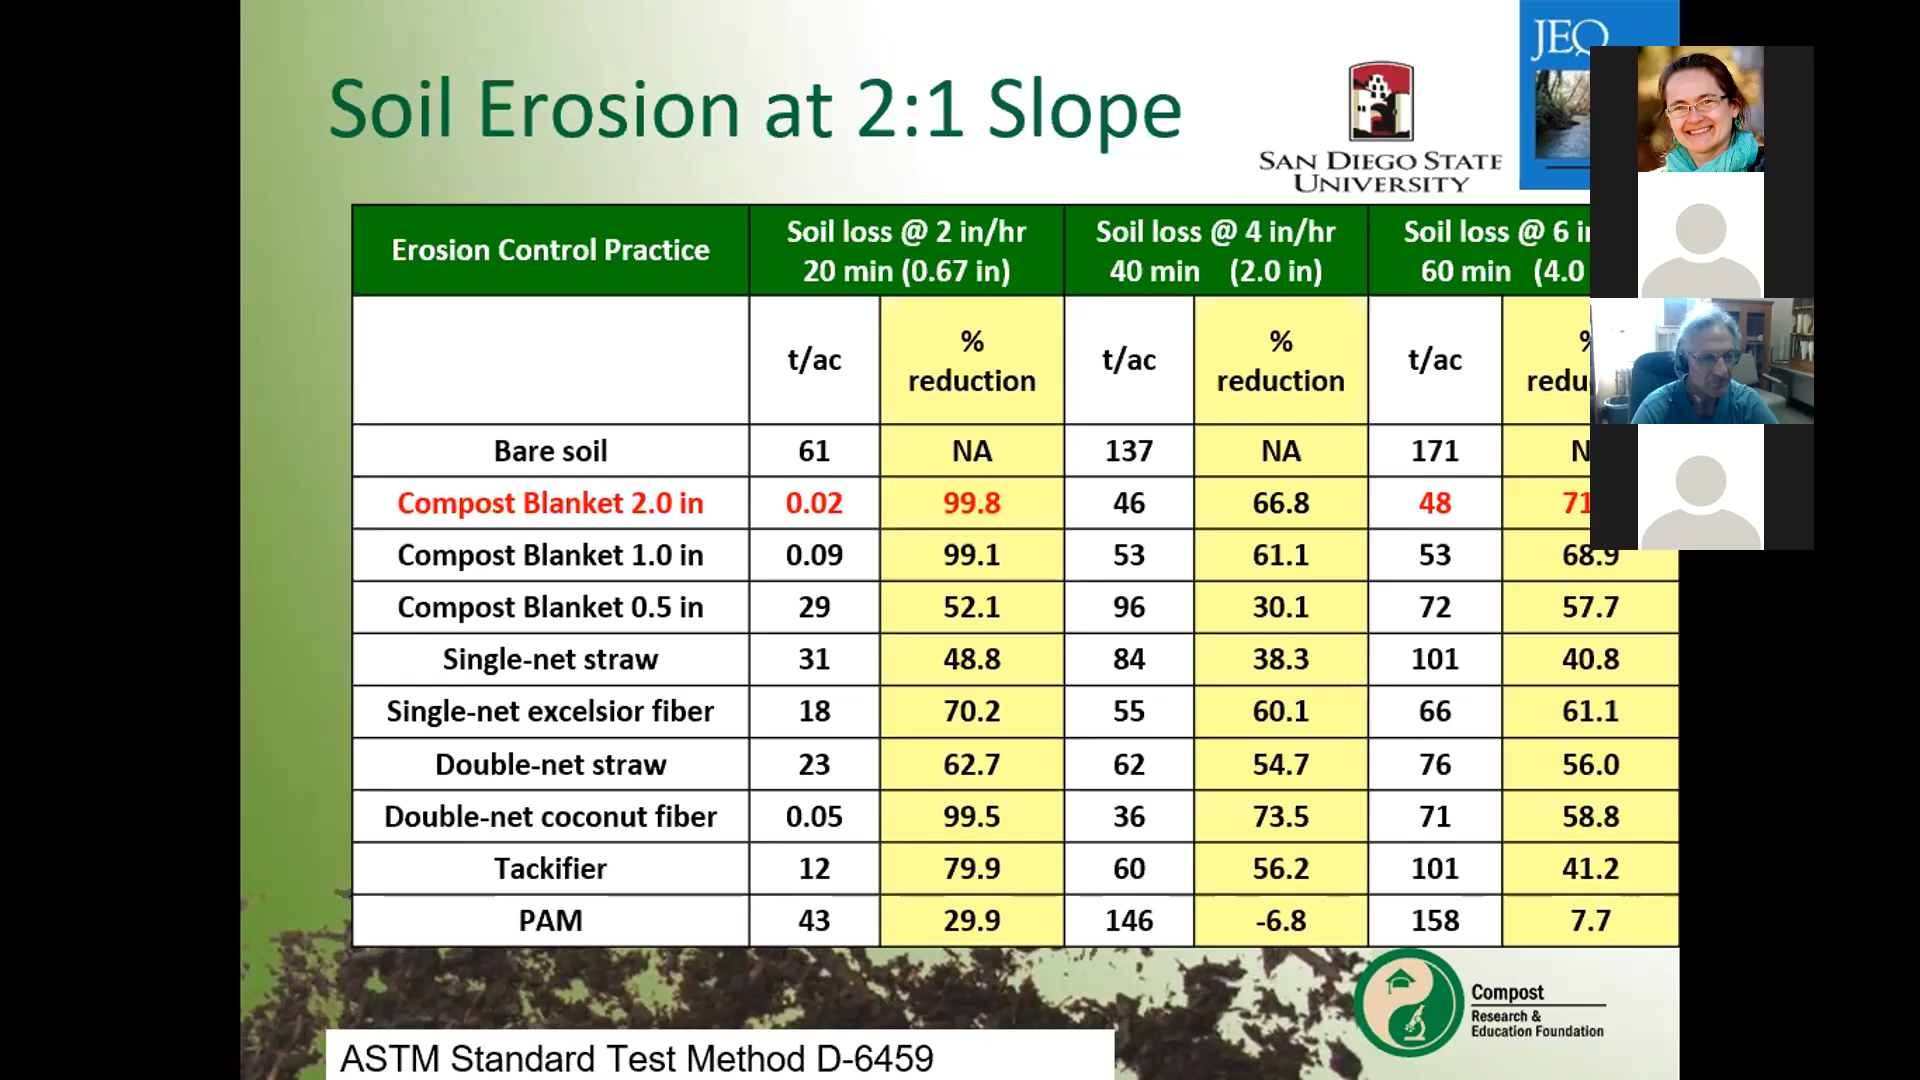 JEQ
Soil Erosion at 2:1 Slope
SAN DIEGO STATE
UNIVERSITY
Erosion Control Practice
Soil loss @ 2 in/hr
20 min (0.67 in)
Soil loss @ 4 in/hr
40 min (2.0 in)
Soil loss @ 6
60 min (4.0
t/ac % reduction t/ac % reduction t/ac
Bare soil 61 NA 137 NA 171
Compost Blanket 2.0 in 0.02 99.8 46 66.8 48 71
Compost Blanket 1.0 in 0.09 99.1 53 61.1 53 68.9
Compost Blanket 0.5 in 29 52.1 96 30.1 72 57.7
Single-net straw 31 48.8 84 38.3 101 40.8
Single-net excelsior fiber 18 70.2 55 60.1 66 61.1
Double-net straw 23 62.7 62 54.7 76 56.0
Double-net coconut fiber 0.05 99.5 36 73.5 71 58.8
Tackifier 12 79.9 60 56.2 101 41.2
PAM 43 29.9 146 -6.8 158 7.7
Compost
Research &
Education Foundation
ASTM Standard Test Method D-6459